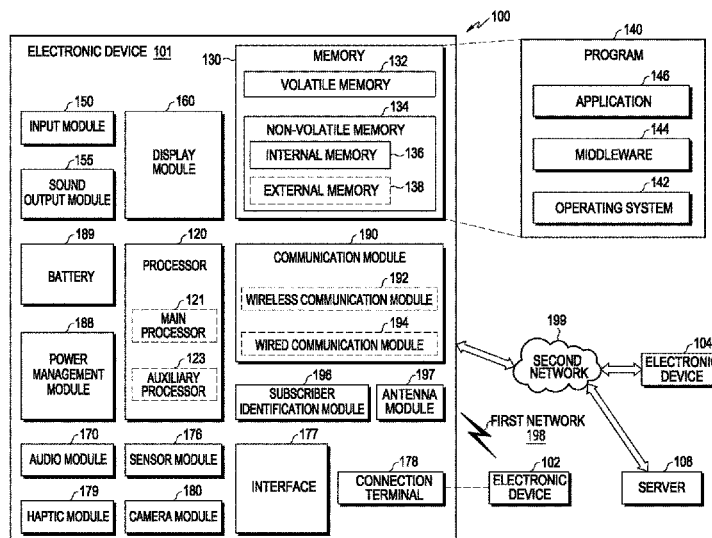 100
ELECTRONIC DEVICE 101
130
MEMORY
132
VOLATILE MEMORY
134
NON-VOLATILE MEMORY
INTERNAL MEMORY
136
EXTERNAL MEMORY
138
140
PROGRAM
146
APPLICATION
144
MIDDLEWARE
142
OPERATING SYSTEM
150
INPUT MODULE
155
SOUND
OUTPUT MODULE
160
DISPLAY
MODULE
189
BATTERY
188
POWER
MANAGEMENT
MODULE
120
PROCESSOR
121
MAIN
PROCESSOR
123
AUXILIARY
PROCESSOR
190
COMMUNICATION MODULE
192
WIRELESS COMMUNICATION MODULE
194
WIRED COMMUNICATION MODULE
196
SUBSCRIBER
IDENTIFICATION MODULE
197
ANTENNA
MODULE
199
SECOND
NETWORK
104
ELECTRONIC
DEVICE
170
AUDIO MODULE
176
SENSOR MODULE
177
INTERFACE
179
HAPTIC MODULE
180
CAMERA MODULE
178
CONNECTION
TERMINAL
FIRST NETWORK
198
102
ELECTRONIC
DEVICE
108
SERVER